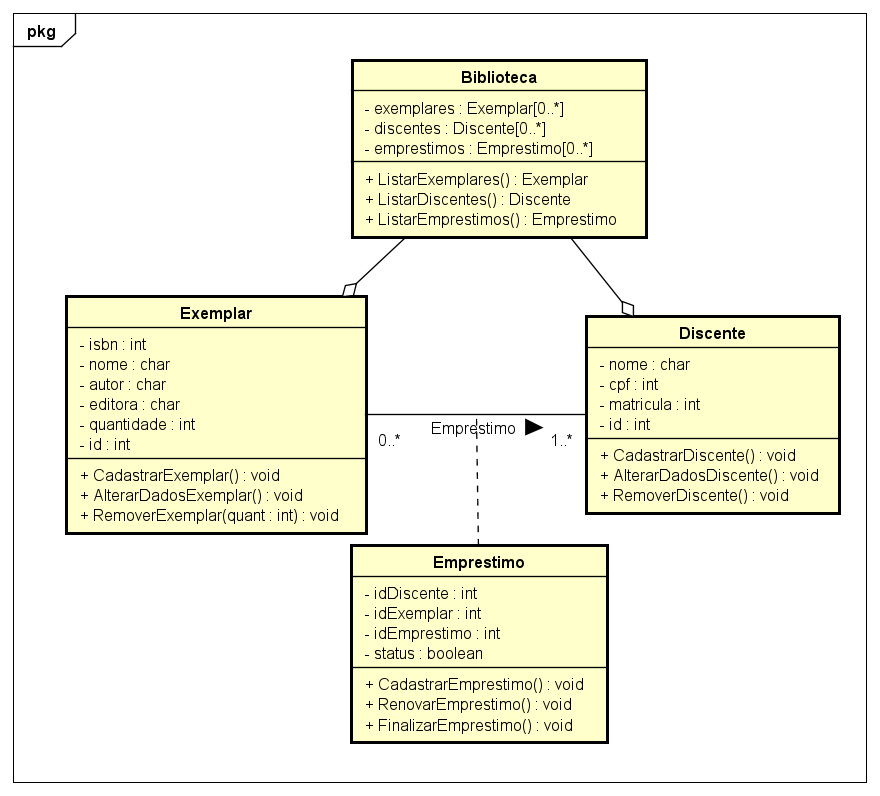 pkg
Biblioteca
- exemplares : Exemplar[0..*]
- discentes : Discente[0..*]
- emprestimos : Emprestimo[0..*]
+ ListarExemplares() : Exemplar
+ ListarDiscentes() : Discente
+ ListarEmprestimos() : Emprestimo
Exemplar
- isbn : int
- nome : char
- autor : char
- editora : char
- quantidade : int
- id : int
+ CadastrarExemplar() : void
+ AlterarDadosExemplar() : void
+ RemoverExemplar(quant : int) : void
0..*
Emprestimo
1..*
Discente
- nome : char
- cpf : int
- matricula : int
- id : int
+ CadastrarDiscente() : void
+ AlterarDadosDiscente() : void
+ RemoverDiscente() : void
Emprestimo
- idDiscente : int
- idExemplar : int
- idEmprestimo : int
- status : boolean
+ CadastrarEmprestimo() : void
+ RenovarEmprestimo() : void
+ FinalizarEmprestimo() : void